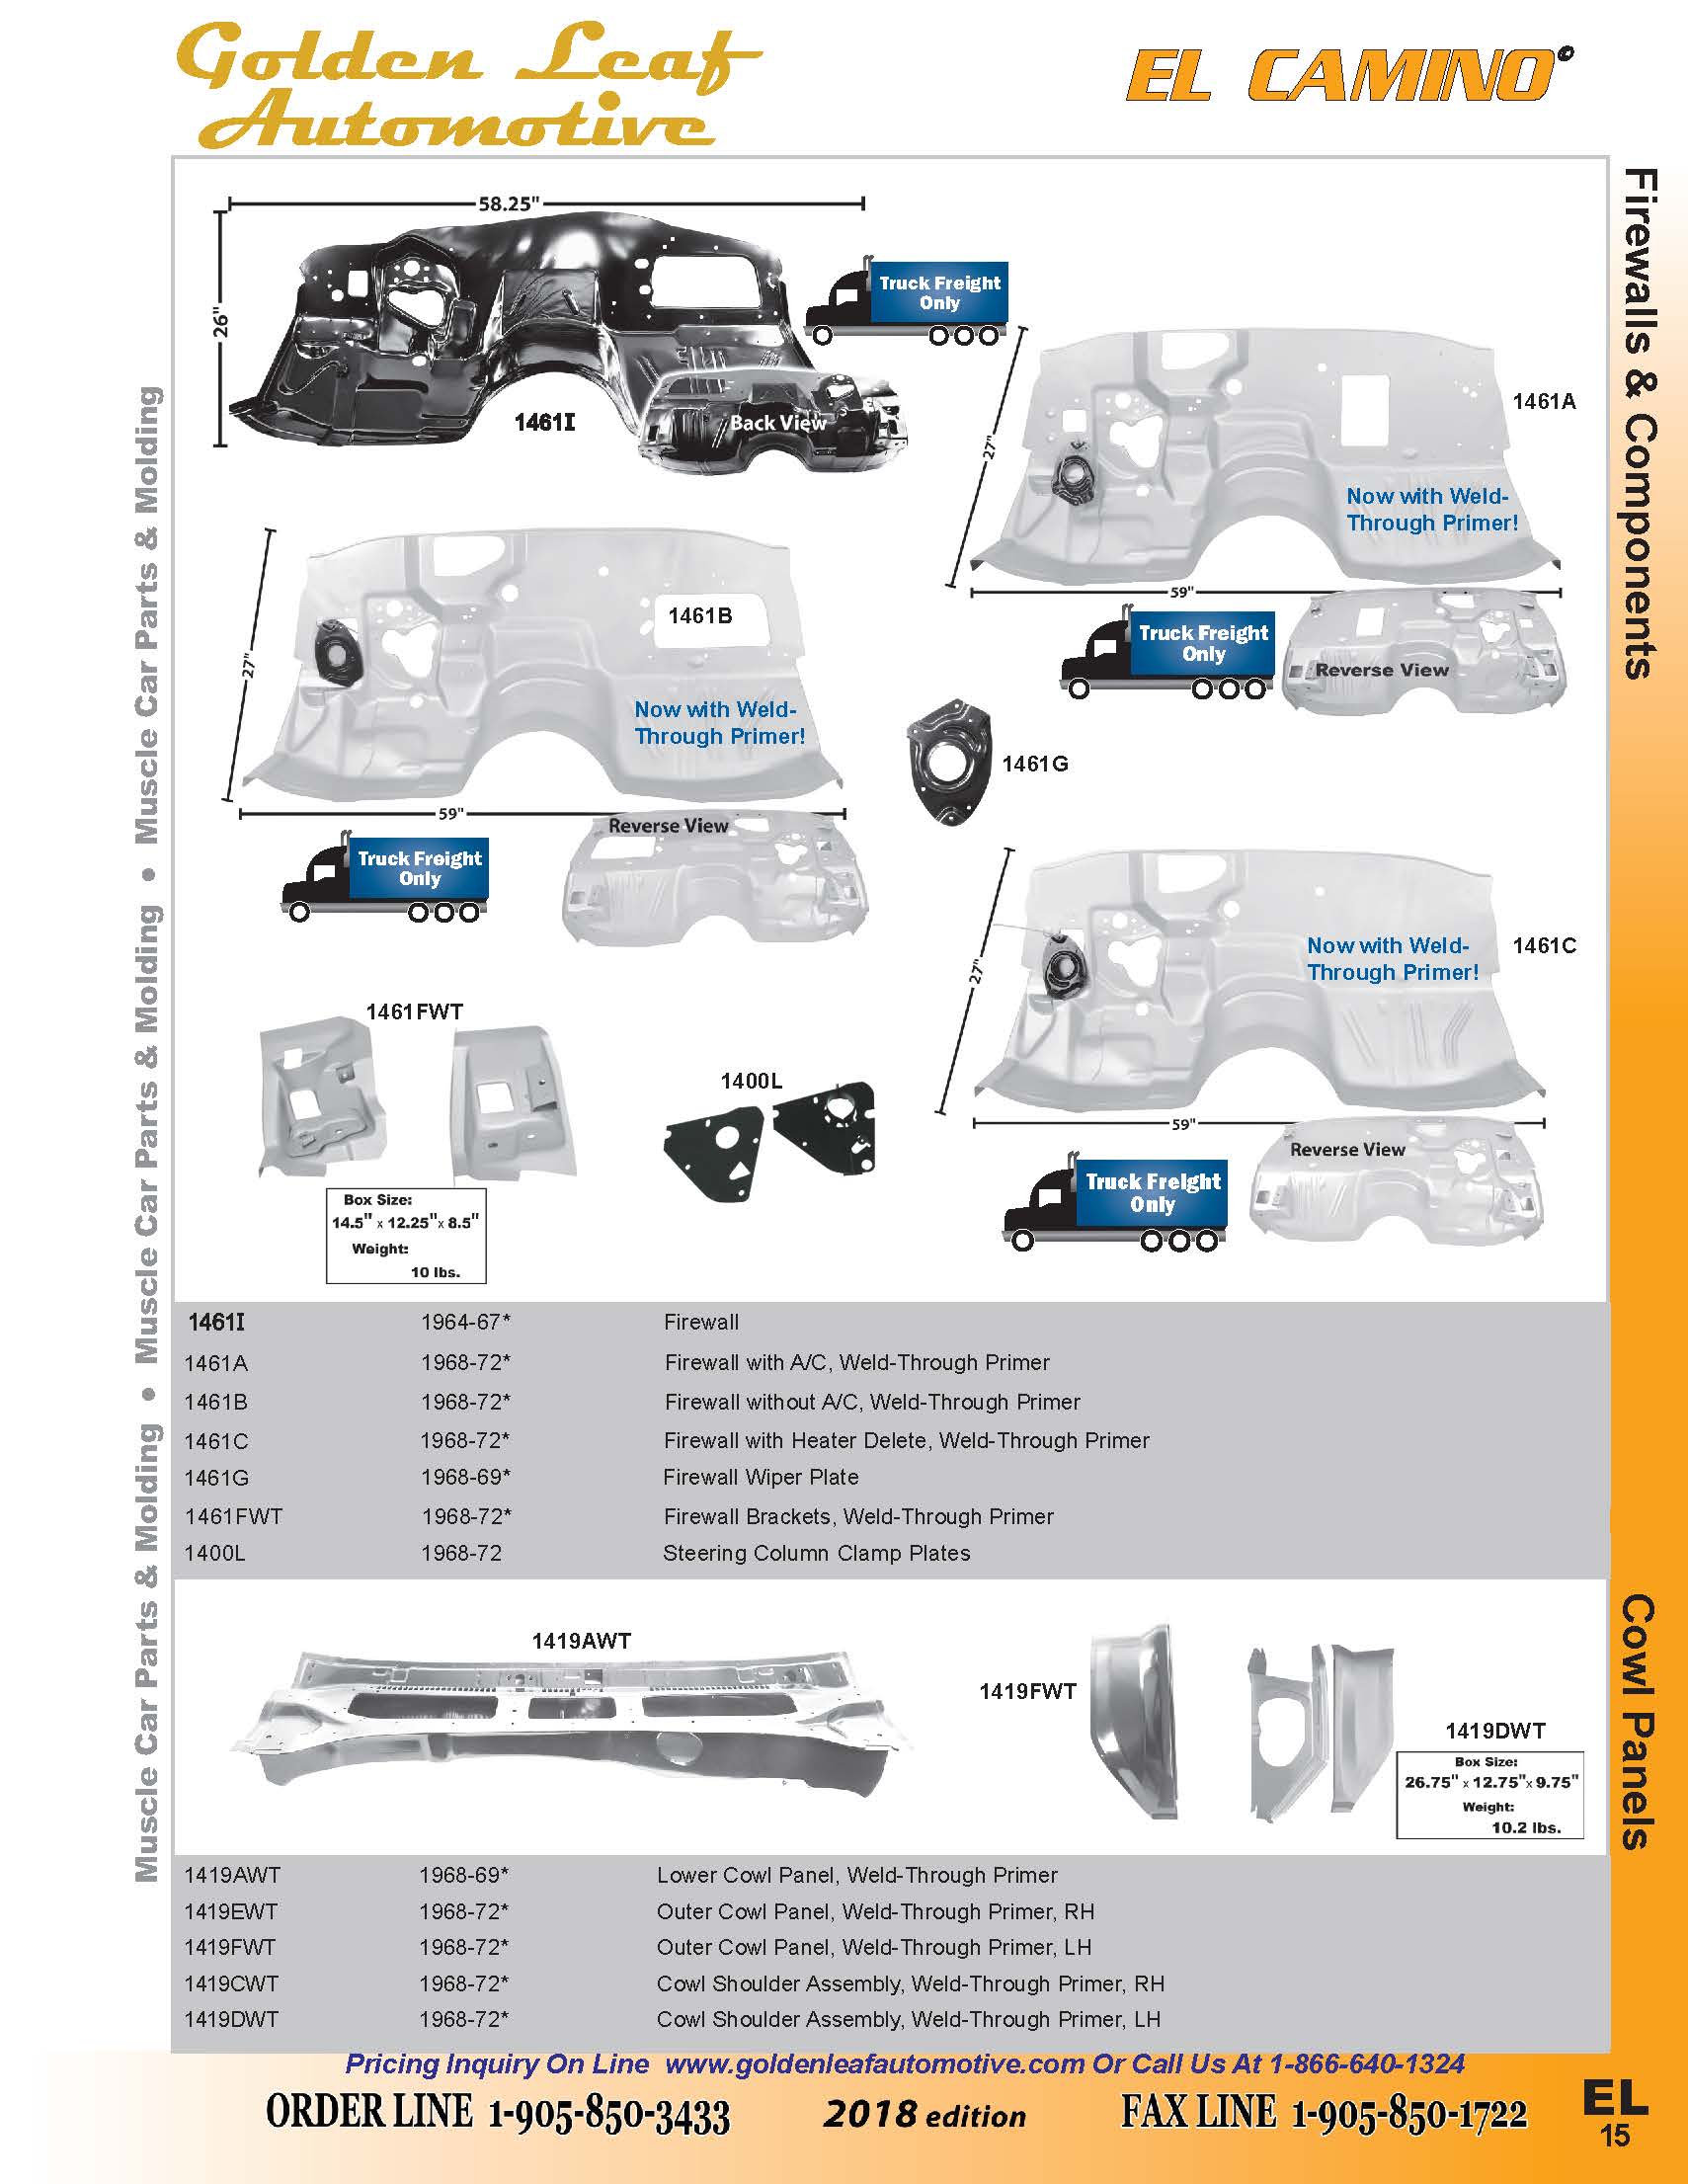 Golden Leaf
Automotive
EL CAMINO
Firewalls & Components
Muscle Car Parts & Molding • Muscle Car Parts & Molding • Muscle Car Parts & Molding • Muscle Car Parts & Molding
58.25"
26"
Truck Freight
Only
1461I
Back View
1461A
27"
Now with Weld-
Through Primer!
59"
Truck Freight
Only
Reverse View
1461B
27"
Now with Weld-
Through Primer!
59"
Truck Freight
Only
Reverse View
1461G
1461C
27"
Now with Weld-
Through Primer!
59"
Truck Freight
Only
Reverse View
1461FWT
Box Size:
14.5" x 12.25" x 8.5"
Weight:
10 lbs.
1400L
1461I 1964-67* Firewall
1461A 1968-72* Firewall with A/C, Weld-Through Primer
1461B 1968-72* Firewall without A/C, Weld-Through Primer
1461C 1968-72* Firewall with Heater Delete, Weld-Through Primer
1461G 1968-69* Firewall Wiper Plate
1461FWT 1968-72* Firewall Brackets, Weld-Through Primer
1400L 1968-72 Steering Column Clamp Plates
Cowl Panels
1419AWT
1419FWT
1419DWT
Box Size:
26.75" x 12.75" x 9.75"
Weight:
10.2 lbs.
1419AWT 1968-69* Lower Cowl Panel, Weld-Through Primer
1419EWT 1968-72* Outer Cowl Panel, Weld-Through Primer, RH
1419FWT 1968-72* Outer Cowl Panel, Weld-Through Primer, LH
1419CWT 1968-72* Cowl Shoulder Assembly, Weld-Through Primer, RH
1419DWT 1968-72* Cowl Shoulder Assembly, Weld-Through Primer, LH
Pricing Inquiry On Line www.goldenleafautomotive.com Or Call Us At 1-866-640-1324
ORDER LINE 1-905-850-3433 2018 edition FAX LINE 1-905-850-1722
EL
15